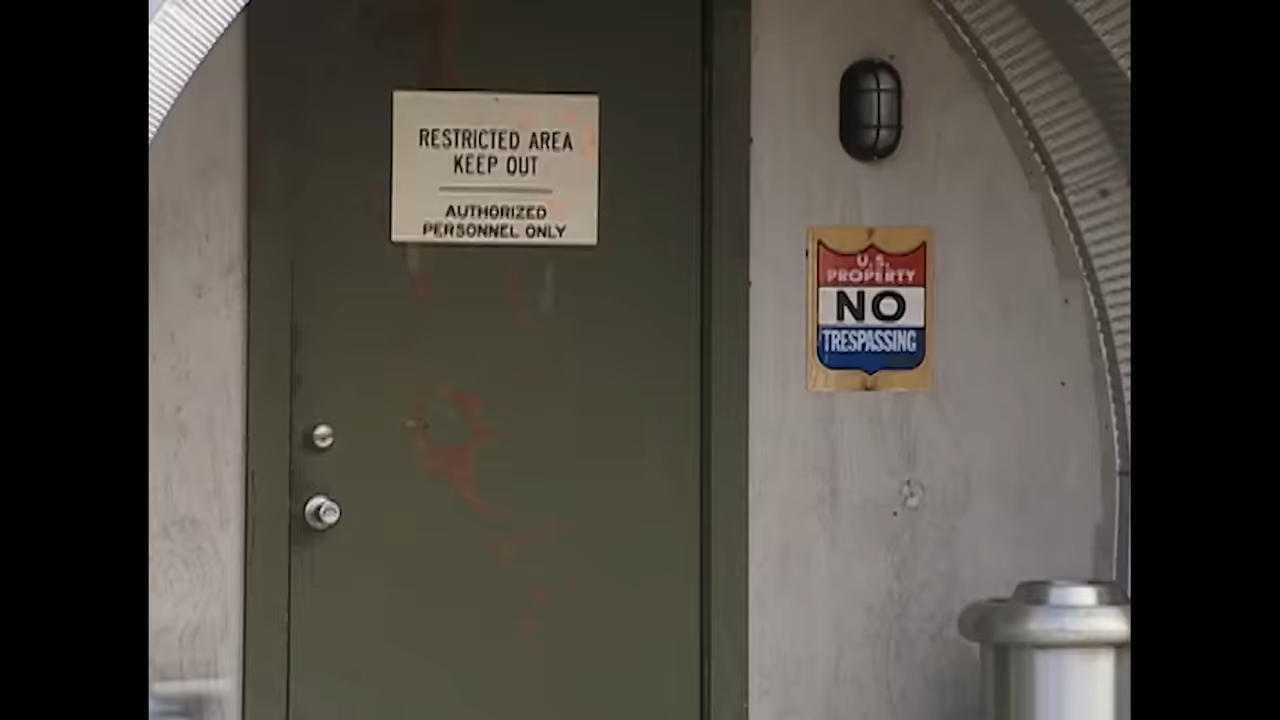 RESTRICTED AREA
KEEP OUT
AUTHORIZED
PERSONNEL ONLY
U.S.
PROPERTY
NO
TRESPASSING